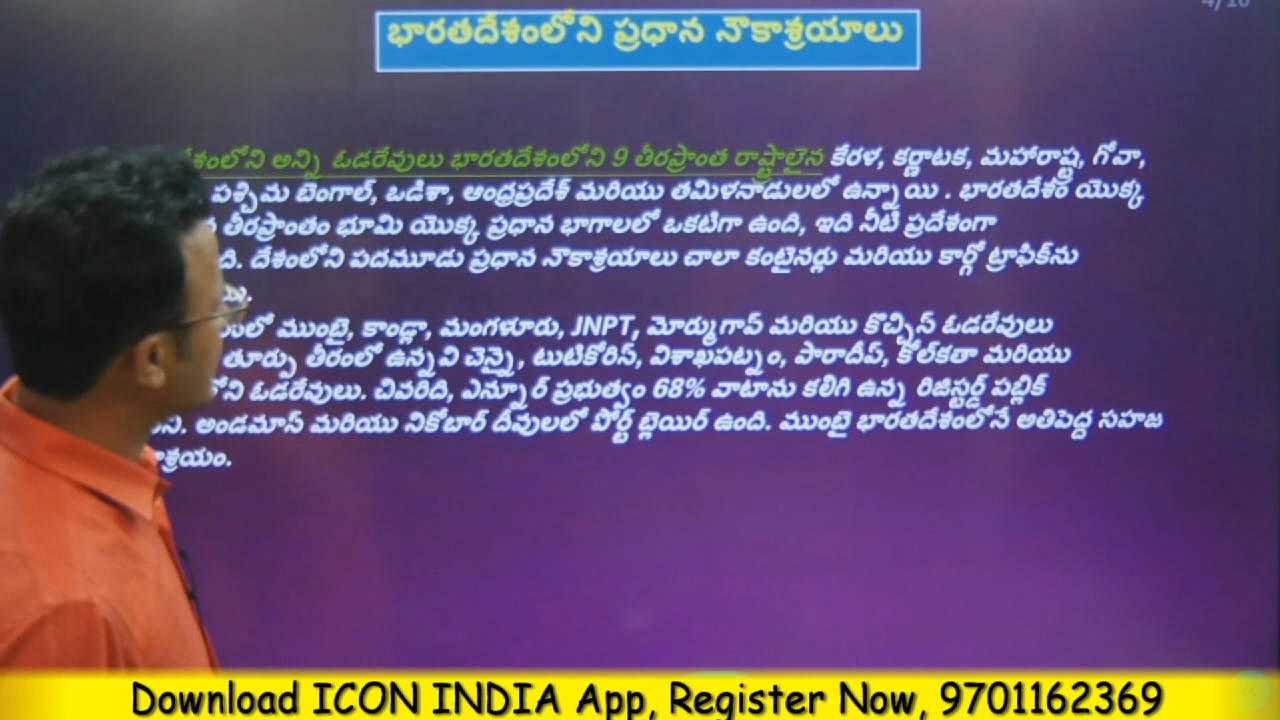 4/10
భారతదేశంలోని ప్రధాన నౌకాశ్రయాలు
అన్ని ఓడరేవులు భారతదేశంలోని 9 తీరప్రాంత రాష్ట్రాలైన కేరళ, కర్ణాటక, మహారాష్ట్ర, గోవా,
పశ్చిమ బెంగాల్, ఒడిశా, ఆంధ్రప్రదేశ్ మరియు తమిళనాడులలో ఉన్నాయి . భారతదేశం యొక్క
తీరప్రాంతం భూమి యొక్క ప్రధాన భాగాలలో ఒకటిగా ఉంది, ఇది నీటి ప్రదేశంగా
దేశంలోని పదమూడు ప్రధాన నౌకాశ్రయాలు చాలా కంటైనర్లు మరియు కార్గో ట్రాఫిక్‌ను
ముంబై, కాండ్లా, మంగళూరు, JNPT, మోర్ముగావ్ మరియు కొచ్చిన్ ఓడరేవులు
తూర్పు తీరంలో ఉన్నవి చెన్నై, టుటికోరిన్, విశాఖపట్నం, పారాదీప్, కోల్‌కతా మరియు
ఓడరేవులు. చివరిది, ఎన్నూర్ ప్రభుత్వం 68% వాటాను కలిగి ఉన్న రిజిస్టర్డ్ పబ్లిక్
అండమాన్ మరియు నికోబార్ దీవులలో పోర్ట్ బ్లెయిర్ ఉంది. ముంబై భారతదేశంలోనే అతిపెద్ద సహజ
Download ICON INDIA App, Register Now, 9701162369